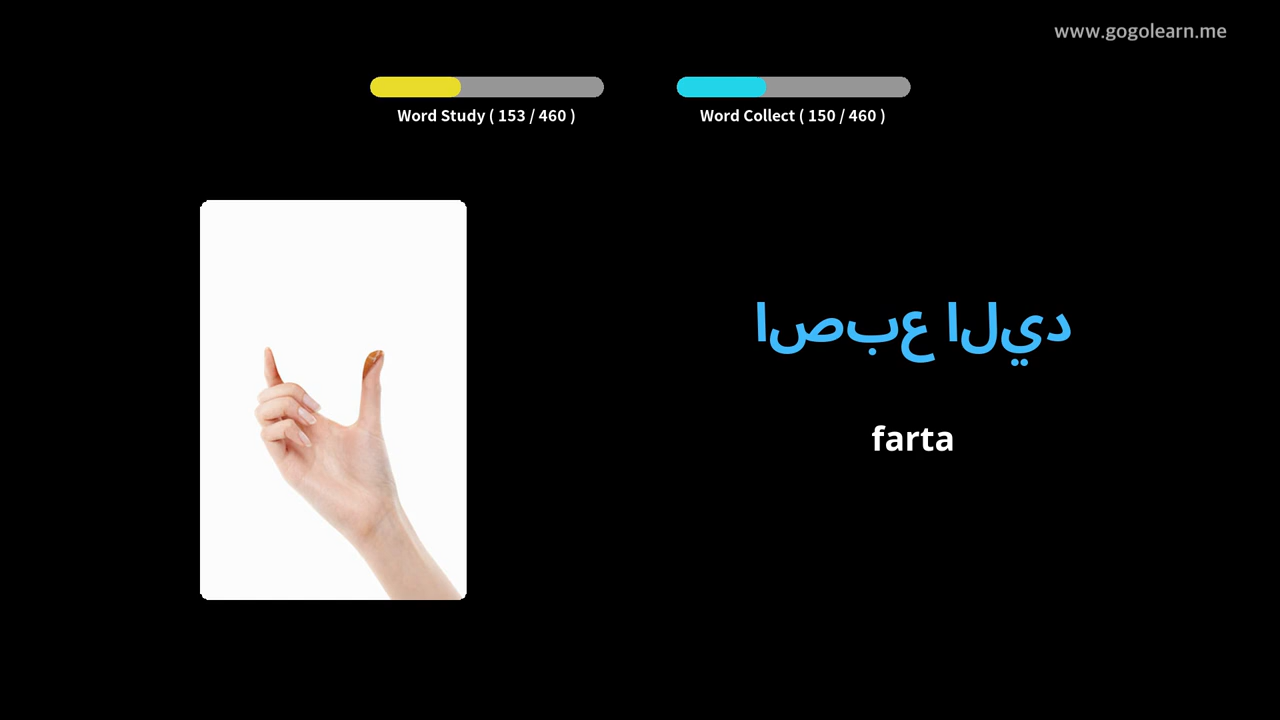 www.gogolearn.me
Word Study ( 153 / 460 )
Word Collect ( 150 / 460 )
اصبع اليد
farta